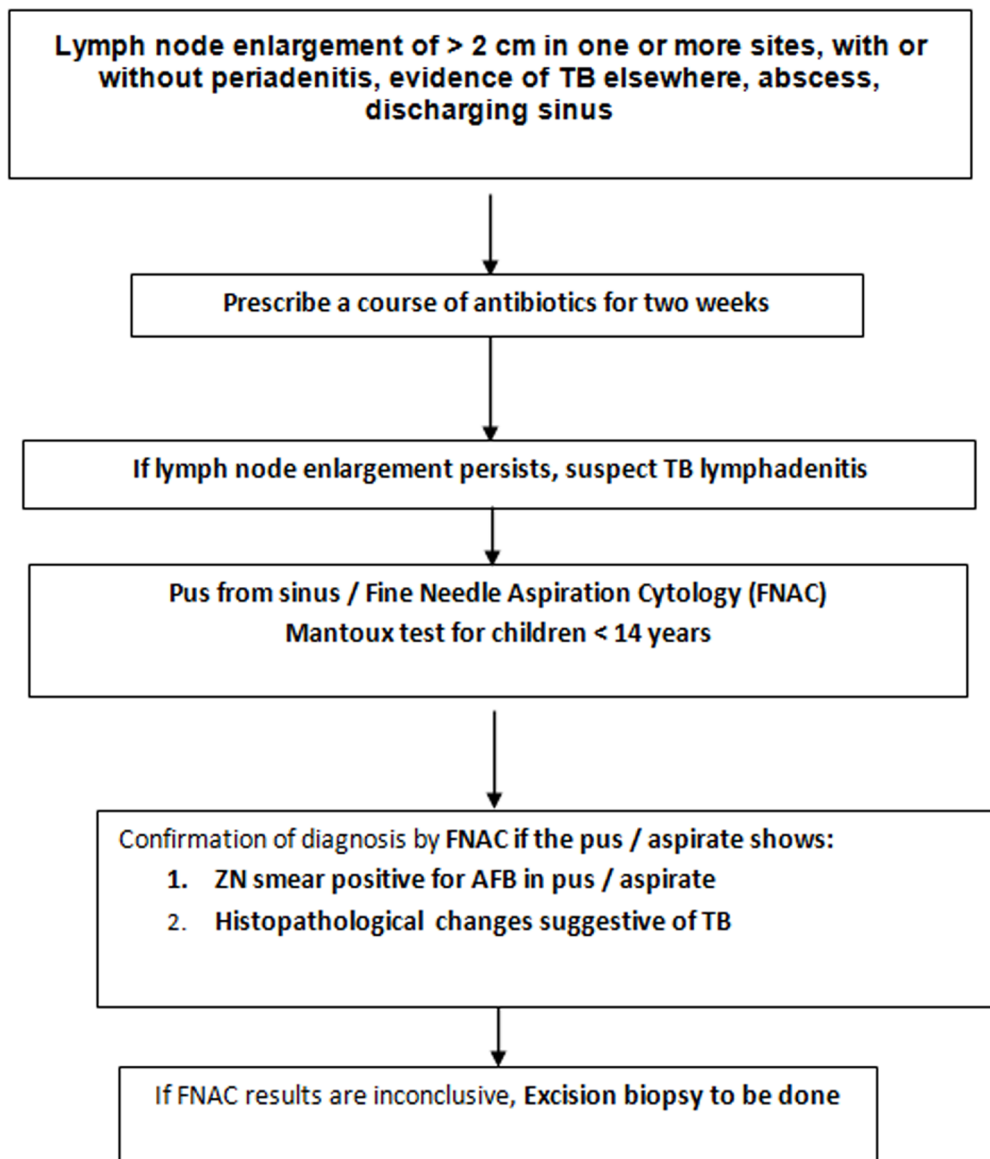 Lymph node enlargement of > 2 cm in one or more sites, with or
without periadenitis, evidence of TB elsewhere, abscess,
discharging sinus
Prescribe a course of antibiotics for two weeks
If lymph node enlargement persists, suspect TB lymphadenitis
Pus from sinus / Fine Needle Aspiration Cytology (FNAC)
Mantoux test for children < 14 years
Confirmation of diagnosis by FNAC if the pus / aspirate shows:
1. ZN smear positive for AFB in pus / aspirate
2. Histopathological changes suggestive of TB
If FNAC results are inconclusive, Excision biopsy to be done